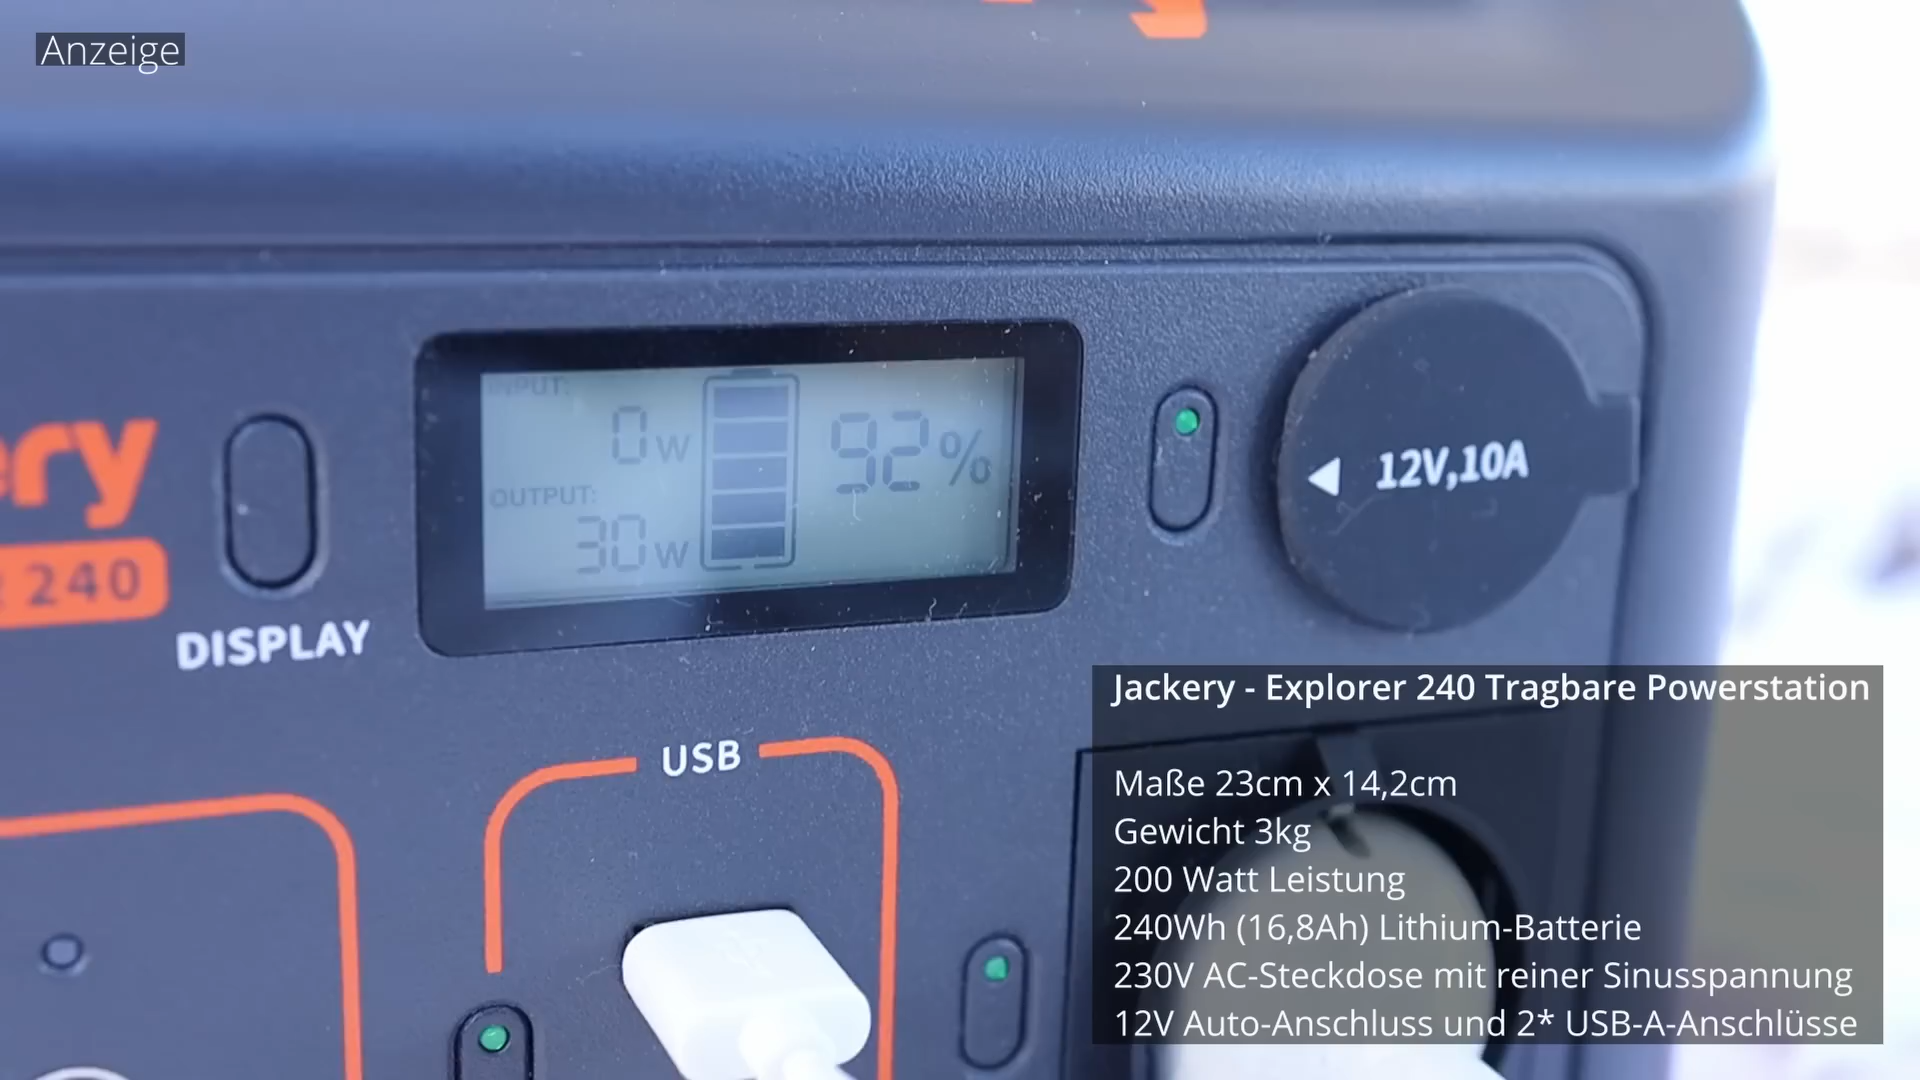 Anzeige
INPUT:
0W
92%
OUTPUT:
30W
12V,10A
ery
240
DISPLAY
USB
Jackery - Explorer 240 Tragbare Powerstation
Maße 23cm x 14,2cm
Gewicht 3kg
200 Watt Leistung
240Wh (16,8Ah) Lithium-Batterie
230V AC-Steckdose mit reiner Sinusspannung
12V Auto-Anschluss und 2* USB-A-Anschlüsse